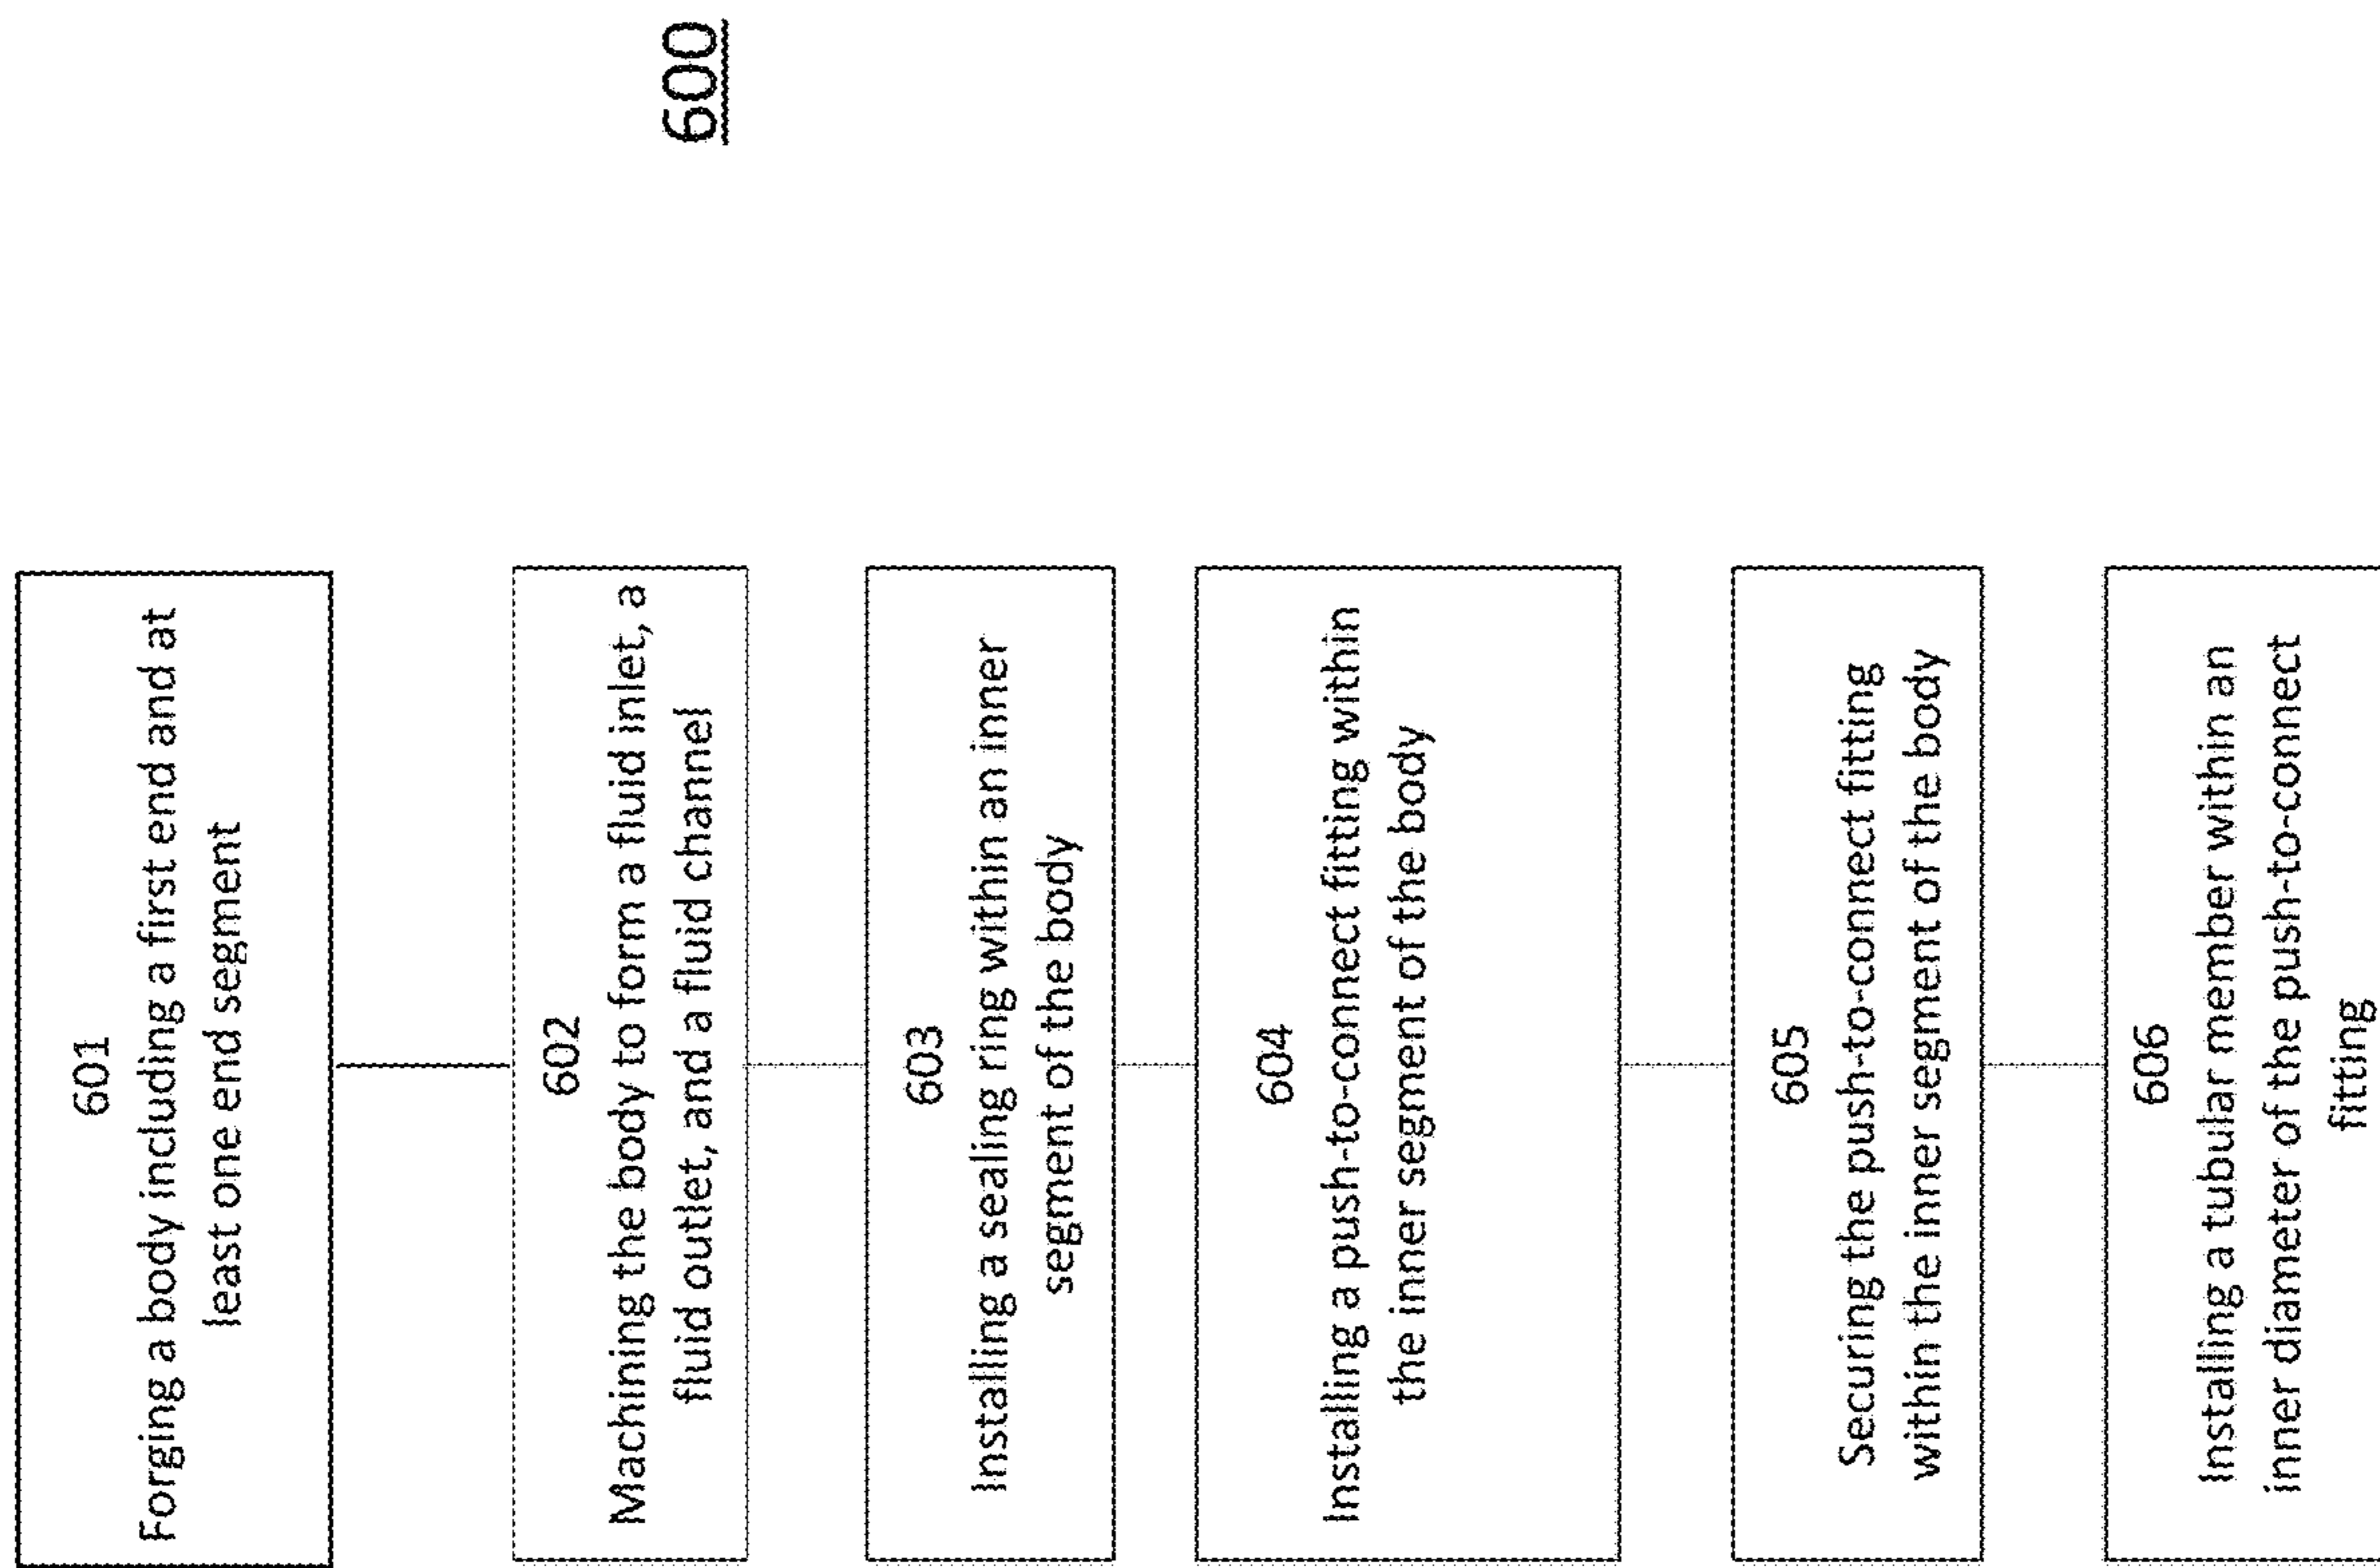 600
601
Forging a body including a first end and at
least one end segment
602
Machining the body to form a fluid inlet, a
fluid outlet, and a fluid channel
603
Installing a sealing ring within an inner
segment of the body
604
Installing a push-to-connect fitting within
the inner segment of the body
605
Securing the push-to-connect fitting
within the inner segment of the body
606
Installing a tubular member within an
inner diameter of the push-to-connect
fitting